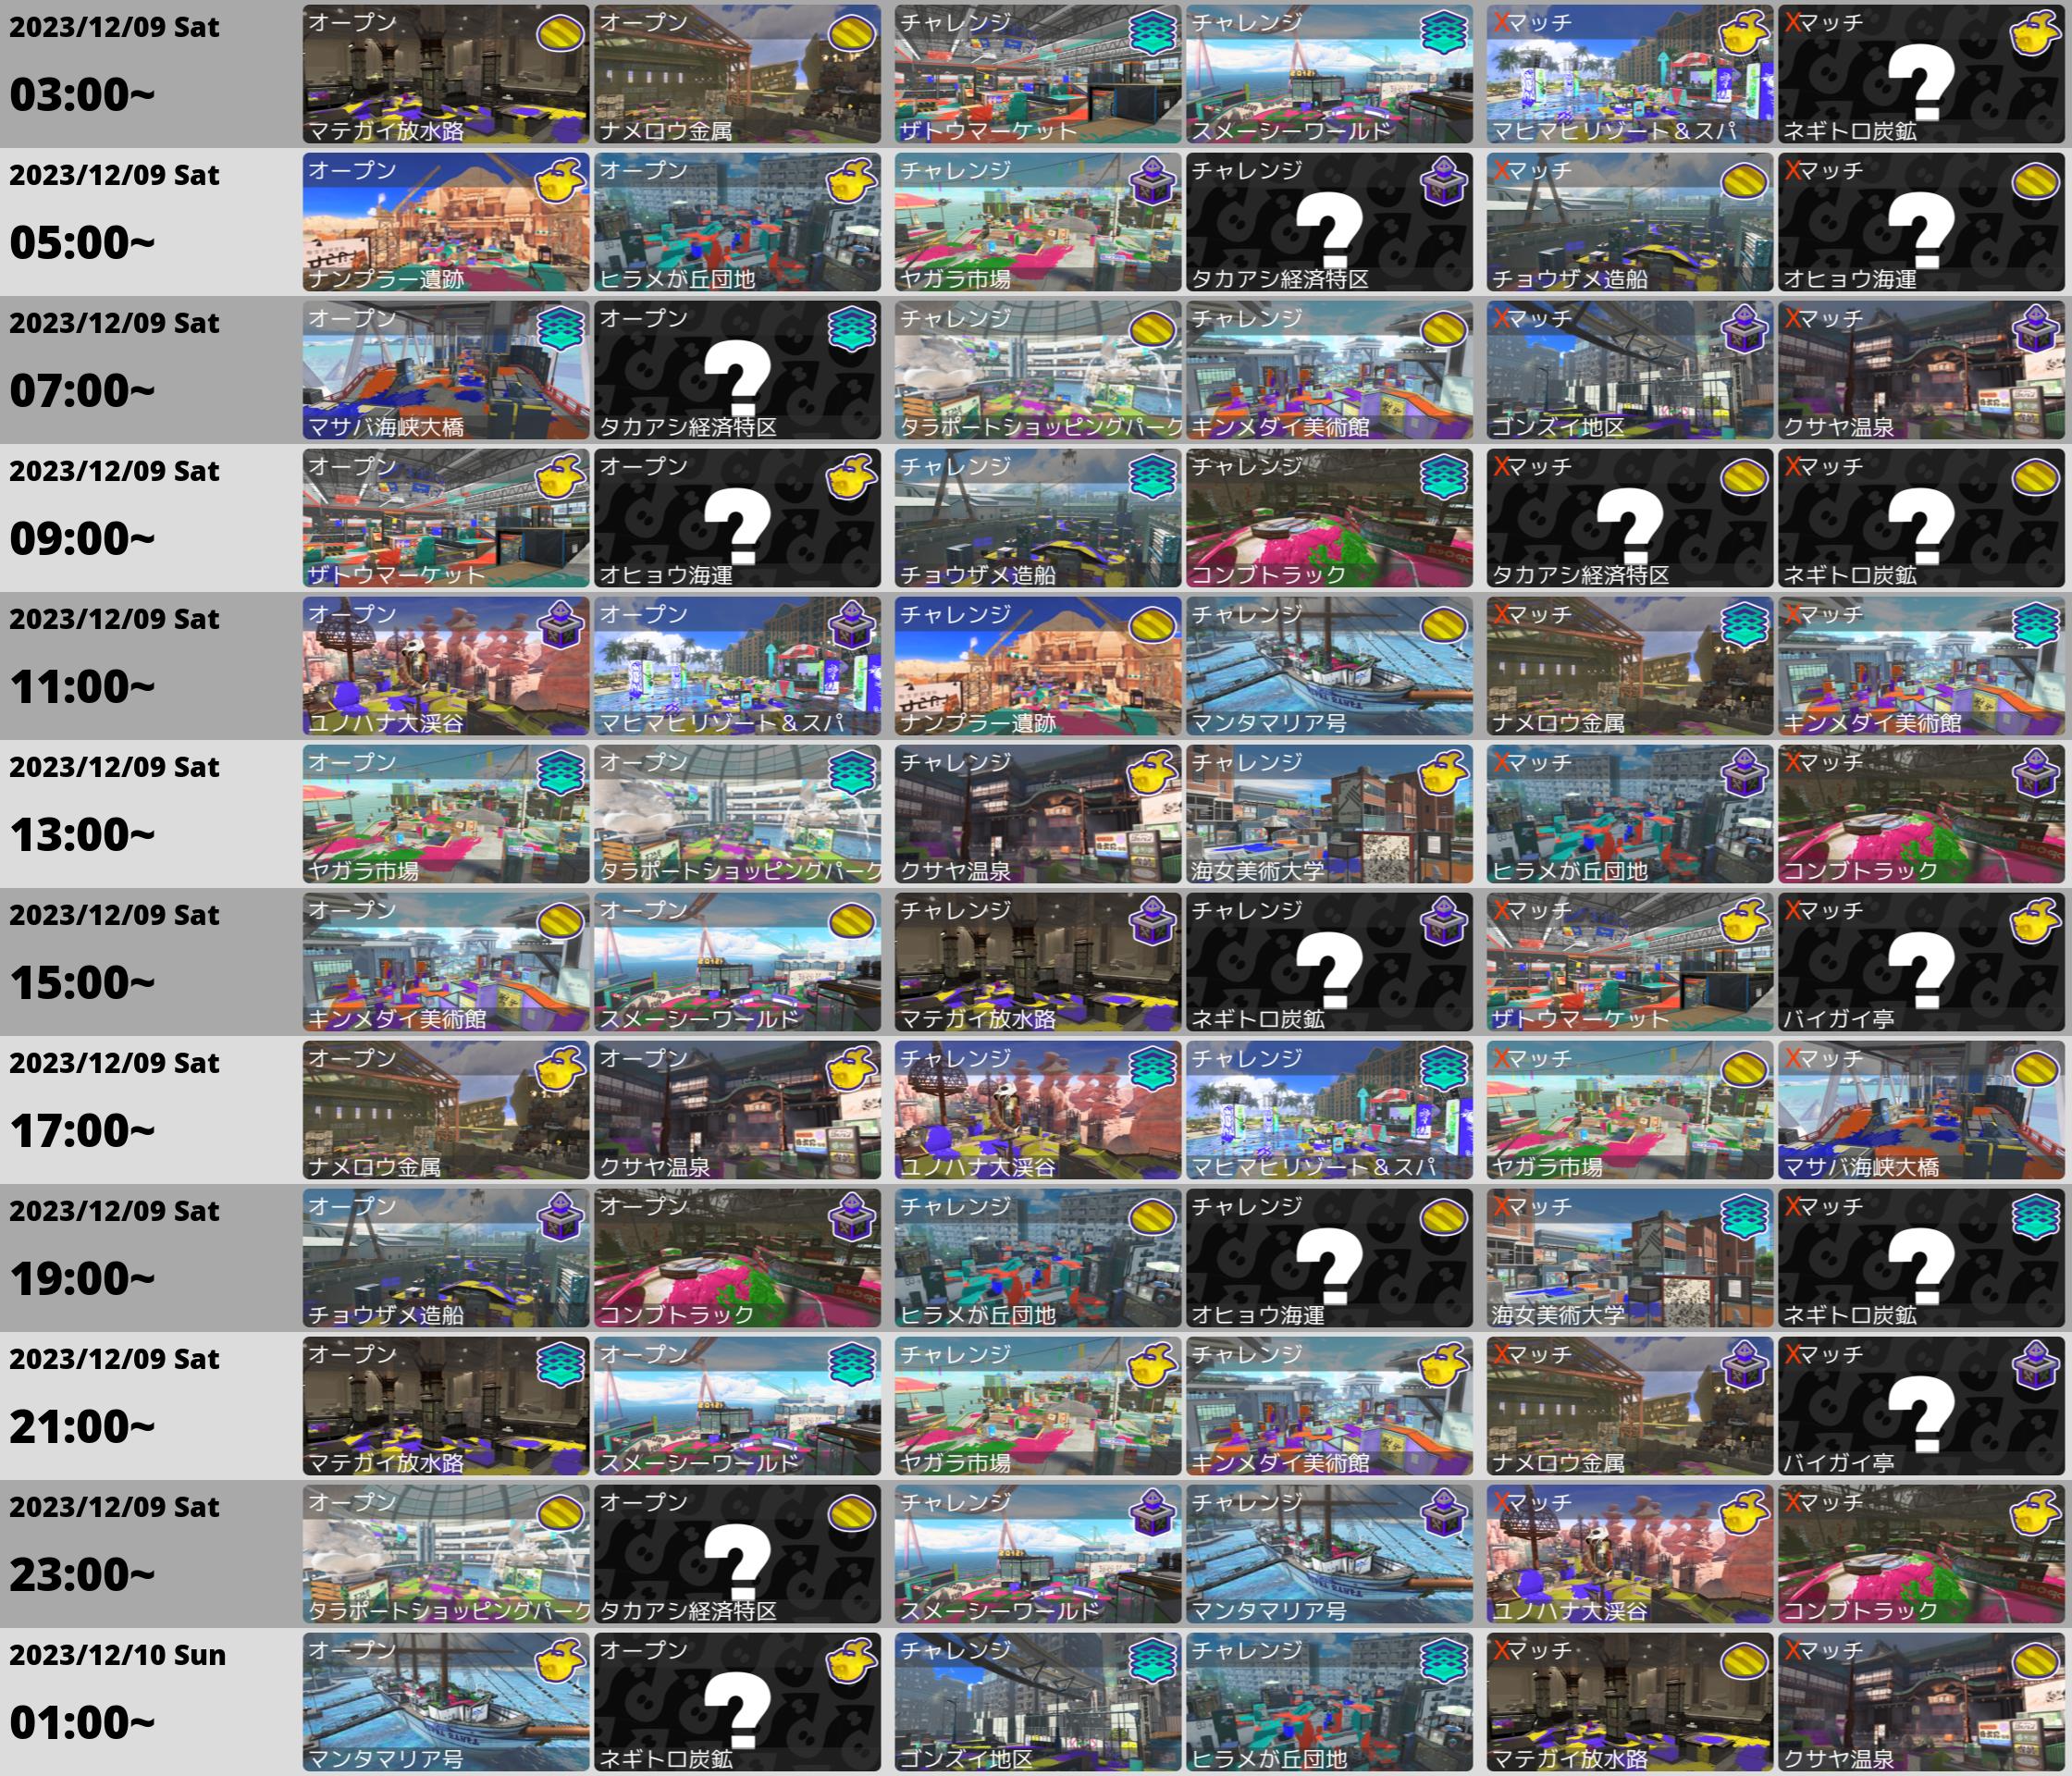 2023/12/09 Sat
03:00~
オープン オープン チャレンジ チャレンジ Xマッチ Xマッチ
マテガイ放水路 ナメロウ金属 ザトウマーケット スメーシーワールド マヒマヒリゾート＆スパ ネギトロ炭鉱
2023/12/09 Sat
05:00~
オープン オープン チャレンジ チャレンジ Xマッチ Xマッチ
ナンプラー遺跡 ヒラメが丘団地 ヤガラ市場 タカアシ経済特区 チョウザメ造船 オヒョウ海運
2023/12/09 Sat
07:00~
オープン オープン チャレンジ チャレンジ Xマッチ Xマッチ
マサバ海峡大橋 タカアシ経済特区 タラポートショッピングパーク キンメダイ美術館 ゴンズイ地区 クサヤ温泉
2023/12/09 Sat
09:00~
オープン オープン チャレンジ チャレンジ Xマッチ Xマッチ
ザトウマーケット オヒョウ海運 チョウザメ造船 コンブトラック タカアシ経済特区 ネギトロ炭鉱
2023/12/09 Sat
11:00~
オープン オープン チャレンジ チャレンジ Xマッチ Xマッチ
ユノハナ大渓谷 マヒマヒリゾート＆スパ ナンプラー遺跡 マンタマリア号 ナメロウ金属 キンメダイ美術館
2023/12/09 Sat
13:00~
オープン オープン チャレンジ チャレンジ Xマッチ Xマッチ
ヤガラ市場 タラポートショッピングパーク クサヤ温泉 海女美術大学 ヒラメが丘団地 コンブトラック
2023/12/09 Sat
15:00~
オープン オープン チャレンジ チャレンジ Xマッチ Xマッチ
キンメダイ美術館 スメーシーワールド マテガイ放水路 ネギトロ炭鉱 ザトウマーケット バイガイ亭
2023/12/09 Sat
17:00~
オープン オープン チャレンジ チャレンジ Xマッチ Xマッチ
ナメロウ金属 クサヤ温泉 ユノハナ大渓谷 マヒマヒリゾート＆スパ ヤガラ市場 マサバ海峡大橋
2023/12/09 Sat
19:00~
オープン オープン チャレンジ チャレンジ Xマッチ Xマッチ
チョウザメ造船 コンブトラック ヒラメが丘団地 オヒョウ海運 海女美術大学 ネギトロ炭鉱
2023/12/09 Sat
21:00~
オープン オープン チャレンジ チャレンジ Xマッチ Xマッチ
マテガイ放水路 スメーシーワールド ヤガラ市場 キンメダイ美術館 ナメロウ金属 バイガイ亭
2023/12/09 Sat
23:00~
オープン オープン チャレンジ チャレンジ Xマッチ Xマッチ
タラポートショッピングパーク タカアシ経済特区 スメーシーワールド マンタマリア号 ユノハナ大渓谷 コンブトラック
2023/12/10 Sun
01:00~
オープン オープン チャレンジ チャレンジ Xマッチ Xマッチ
マンタマリア号 ネギトロ炭鉱 ゴンズイ地区 ヒラメが丘団地 マテガイ放水路 クサヤ温泉